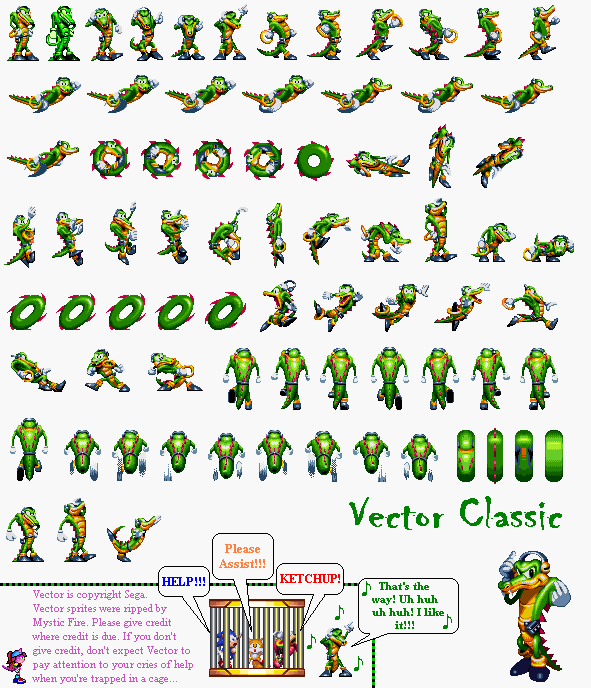 Vector Classic
Please
Assist!!!
HELP!!!
KETCHUP!
That's the
way! Uh huh
uh huh! I like
it!!!
Vector is copyright Sega.
Vector sprites were ripped by
Mystic Fire. Please give credit
where credit is due. If you don't
give credit, don't expect Vector to
pay attention to your cries of help
when you're trapped in a cage...